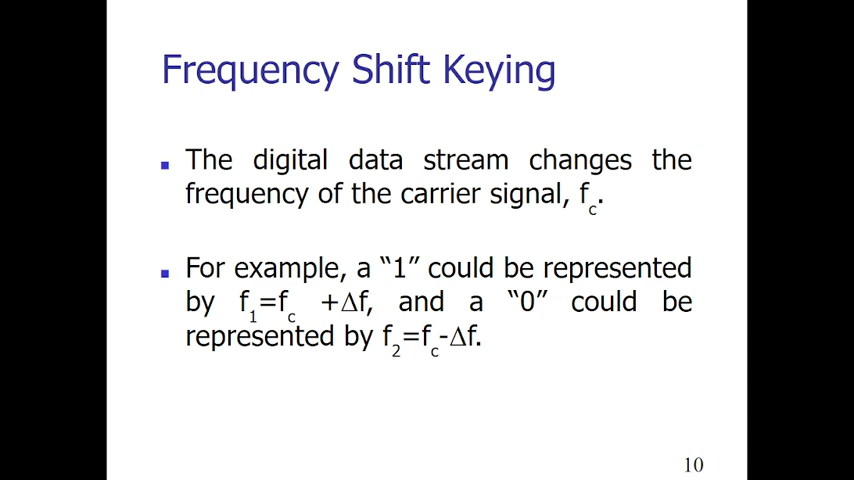 Frequency Shift Keying
▪ The digital data stream changes the
frequency of the carrier signal, fc.
▪ For example, a “1” could be represented
by f1=fc +Δf, and a “0” could be
represented by f2=fc-Δf.
10